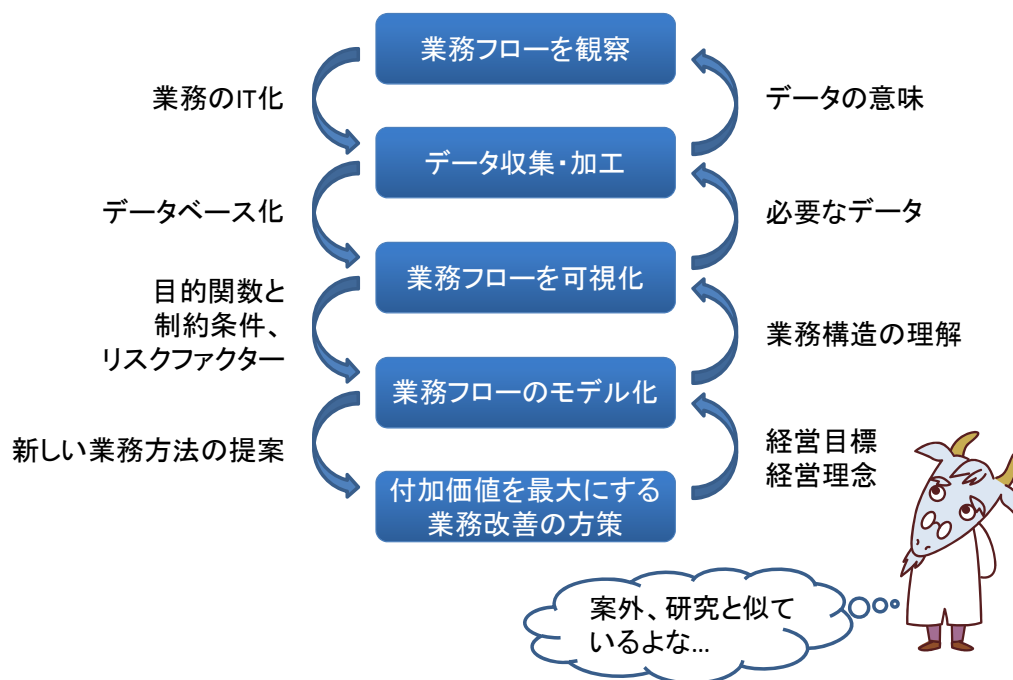 業務フローを観察
業務のIT化
データの意味
データ収集・加工
データベース化
必要なデータ
業務フローを可視化
目的関数と
制約条件、
リスクファクター
業務構造の理解
業務フローのモデル化
新しい業務方法の提案
経営目標
経営理念
付加価値を最大にする
業務改善の方策
案外、研究と似て
いるよな...